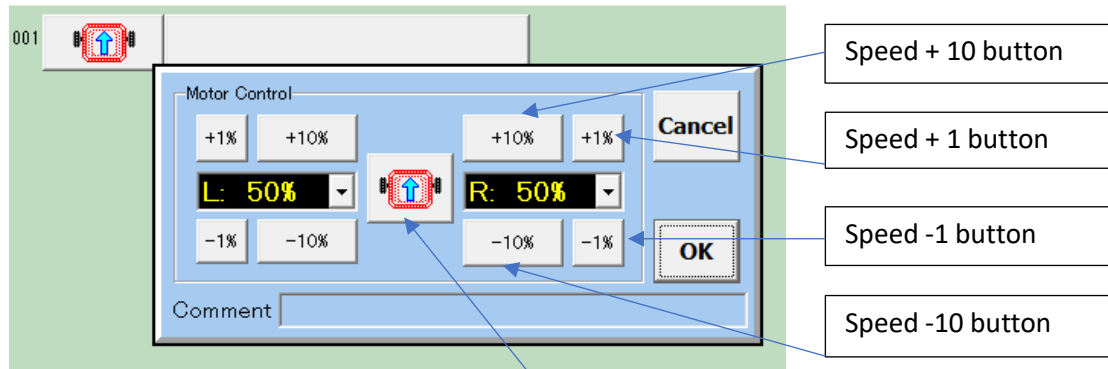 001
Motor Control
+1% +10% +10% +1% Cancel
L: 50% R: 50%
-1% -10% -10% -1% OK
Comment
Speed + 10 button
Speed + 1 button
Speed -1 button
Speed -10 button